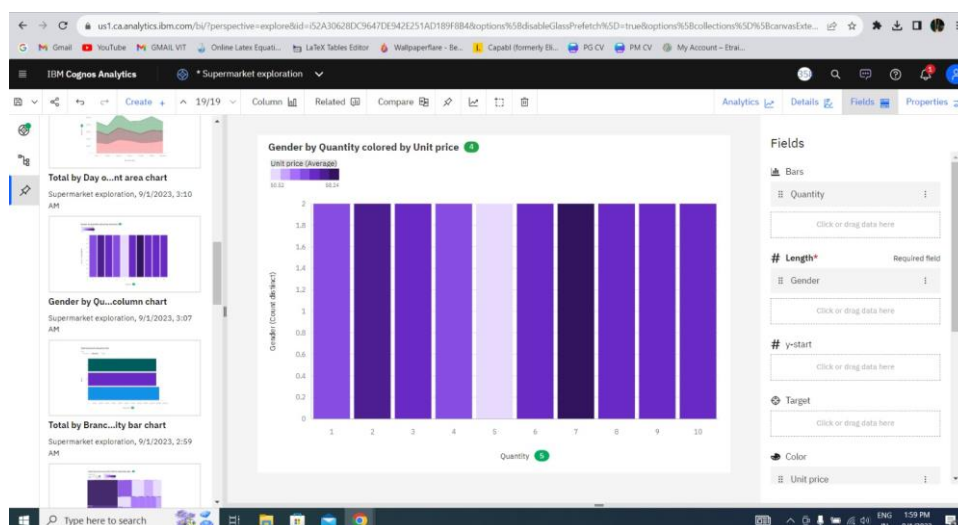 us1.ca.analytics.ibm.com/bi/?perspective=explore&id=i52A30628DC9647DE942E251AD189F8B4&options%5BdisableGlassPrefetch%5D=true&options%5Bcollections%5D%5BcanvasExte...
Gmail YouTube GMAIL VIT Online Latex Equati... LaTeX Tables Editor Wallpaperflare - Be... Capabl (formerly Eli... PG CV PM CV My Account – Etrai...
IBM Cognos Analytics * Supermarket exploration
Create + 19/19 Column Related Compare Analytics Details Fields Properties
Total by Day o...nt area chart
Supermarket exploration, 9/1/2023, 3:10
AM
Gender by Qu...column chart
Supermarket exploration, 9/1/2023, 3:07
AM
Total by Branc...ity bar chart
Supermarket exploration, 9/1/2023, 2:59
AM
Gender by Quantity colored by Unit price 4
Unit price (Average)
2
1.8
1.6
1.4
1.2
1
0.8
0.6
0.4
0.2
0
Gender (Count distinct)
1 2 3 4 5 6 7 8 9 10
Quantity 5
Fields
Bars
Quantity
Click or drag data here
# Length* Required field
Gender
Click or drag data here
# y-start
Click or drag data here
Target
Click or drag data here
Color
Unit price
Type here to search
ENG 1:59 PM